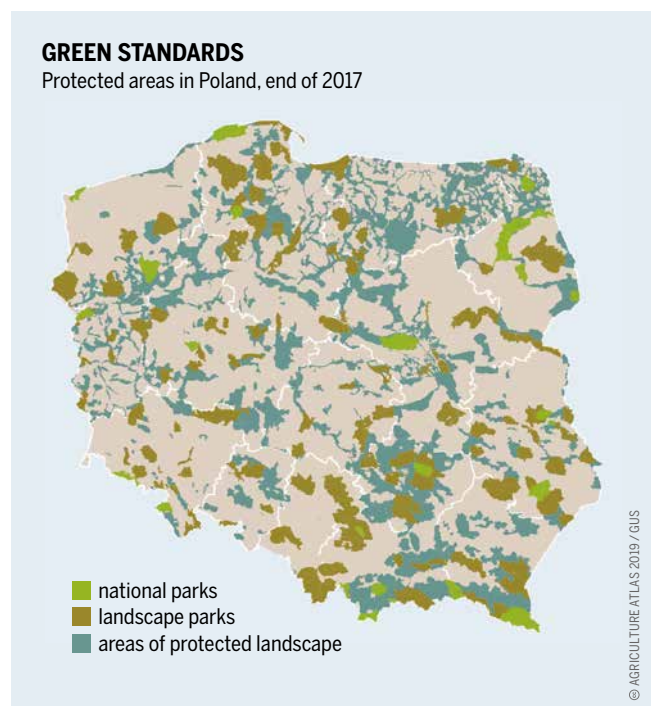 GREEN STANDARDS
Protected areas in Poland, end of 2017
national parks
landscape parks
areas of protected landscape
AGRICULTURE ATLAS 2019 / GUS